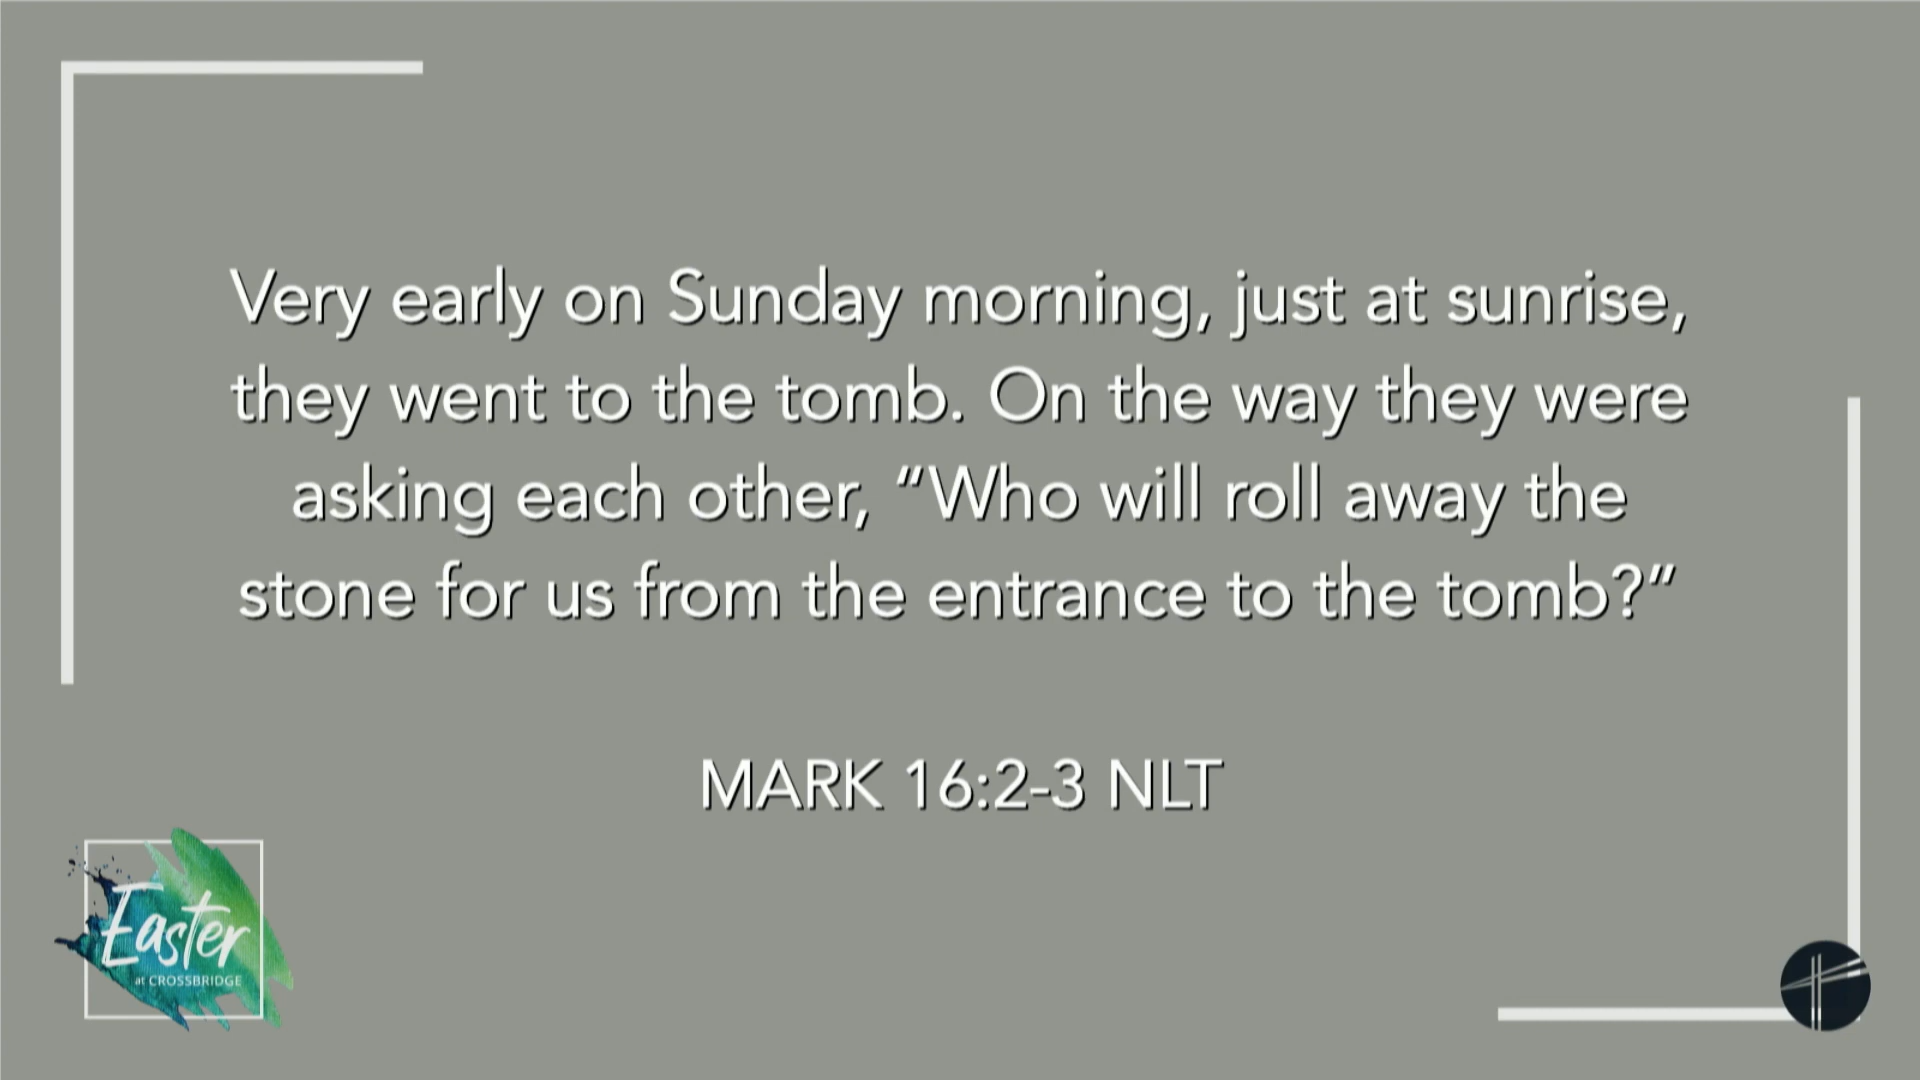 Very early on Sunday morning, just at sunrise,
they went to the tomb. On the way they were
asking each other, “Who will roll away the
stone for us from the entrance to the tomb?”
MARK 16:2-3 NLT
Easter
at CROSSBRIDGE